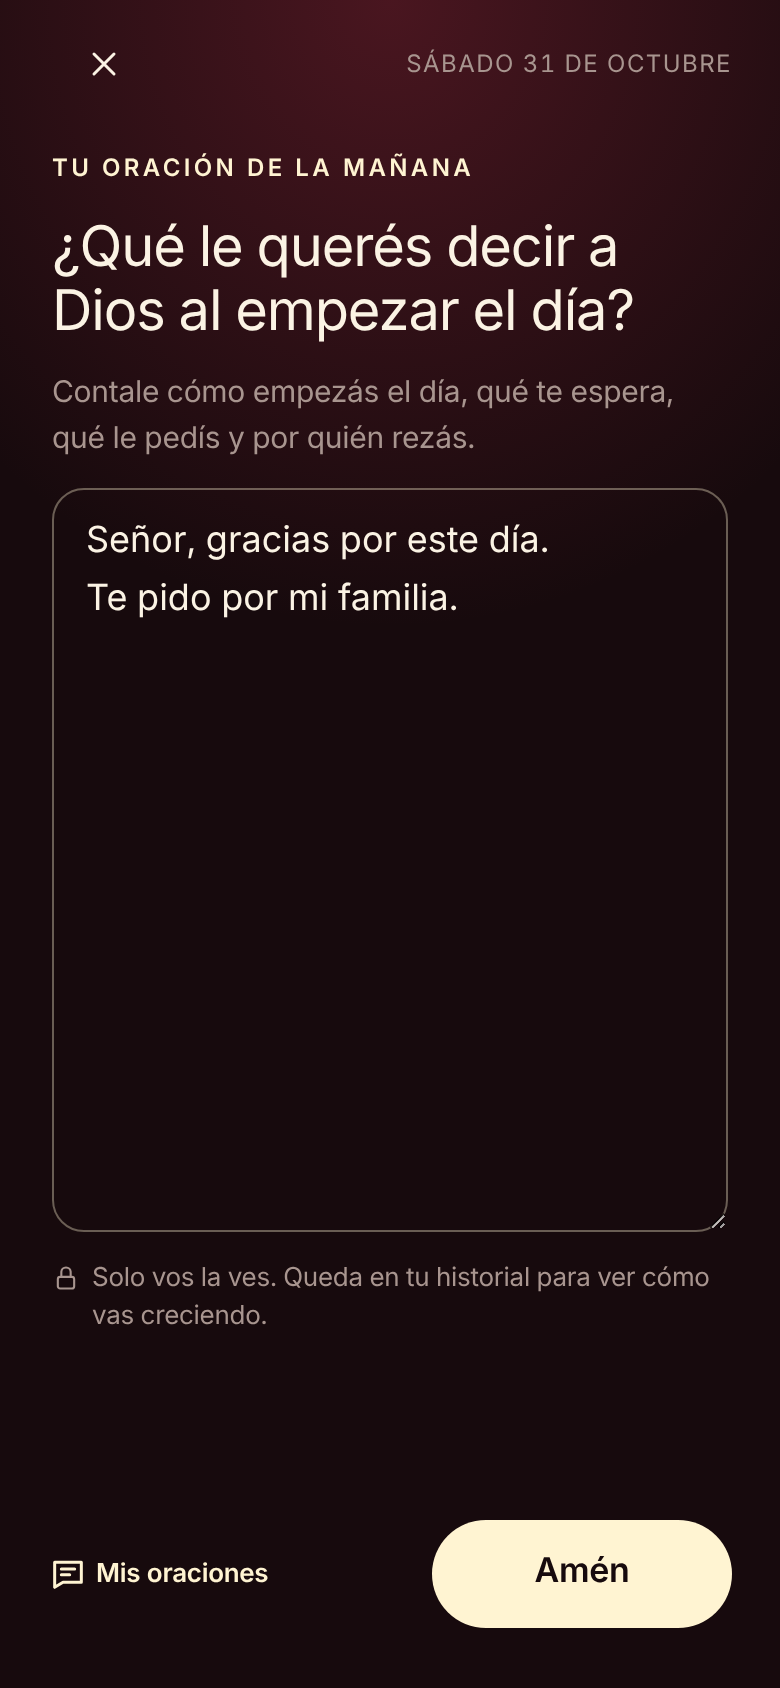 SÁBADO 31 DE OCTUBRE
TU ORACIÓN DE LA MAÑANA
¿Qué le querés decir a
Dios al empezar el día?
Contale cómo empezás el día, qué te espera,
qué le pedís y por quién rezás.
Señor, gracias por este día.
Te pido por mi familia.
Solo vos la ves. Queda en tu historial para ver cómo
vas creciendo.
Mis oraciones
Amén